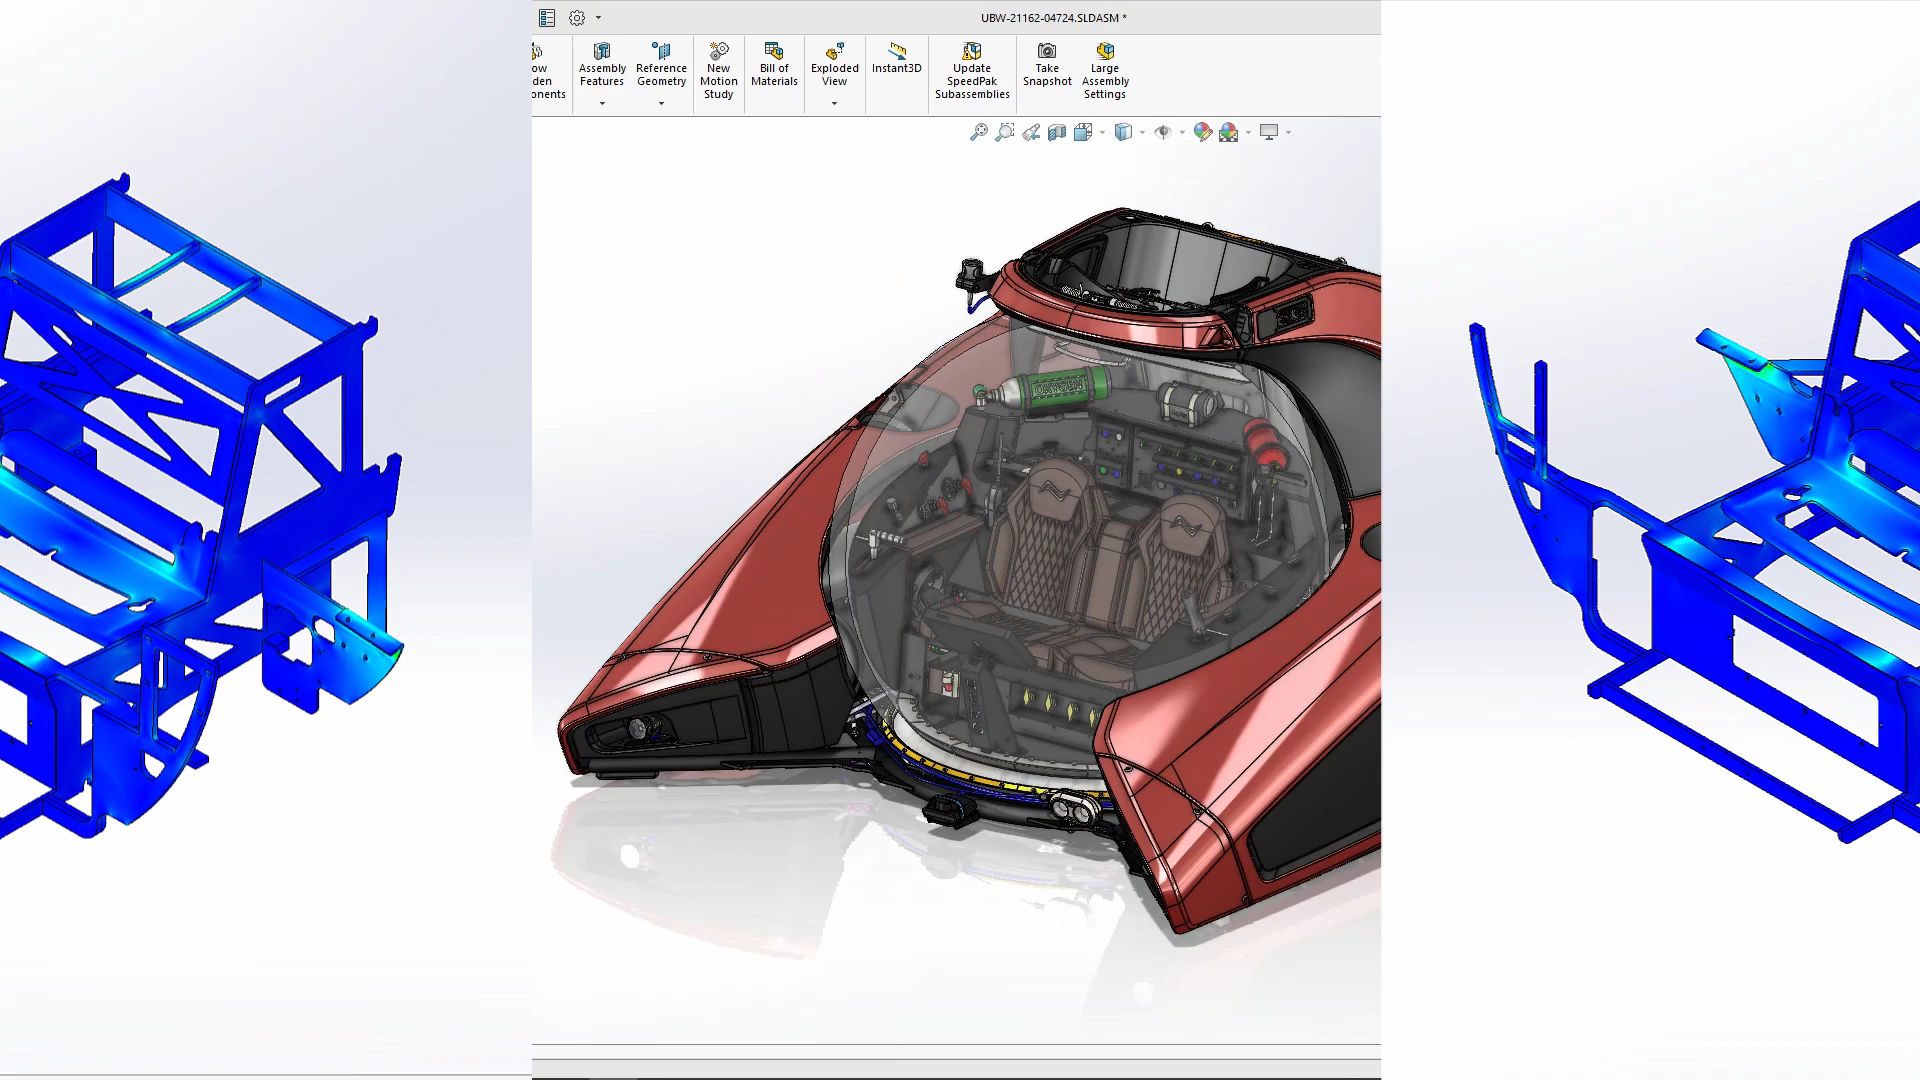 UBW-21162-04724.SLDASM *
ow
den
onents
Assembly
Features
Reference
Geometry
New
Motion
Study
Bill of
Materials
Exploded
View
Instant3D
Update
SpeedPak
Subassemblies
Take
Snapshot
Large
Assembly
Settings
OXYGEN